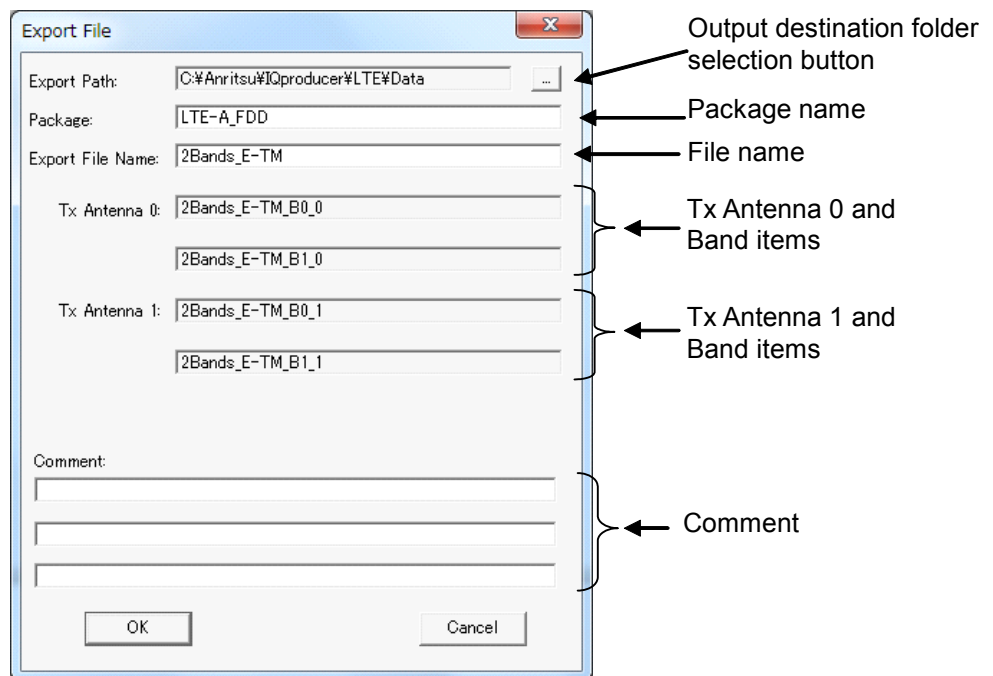 Export File
Output destination folder
selection button
Export Path: C:¥Anritsu¥IQproducer¥LTE¥Data ...
Package: LTE-A_FDD
Package name
Export File Name: 2Bands_E-TM
File name
Tx Antenna 0: 2Bands_E-TM_B0_0
2Bands_E-TM_B1_0
Tx Antenna 0 and
Band items
Tx Antenna 1: 2Bands_E-TM_B0_1
2Bands_E-TM_B1_1
Tx Antenna 1 and
Band items
Comment:
Comment
OK Cancel